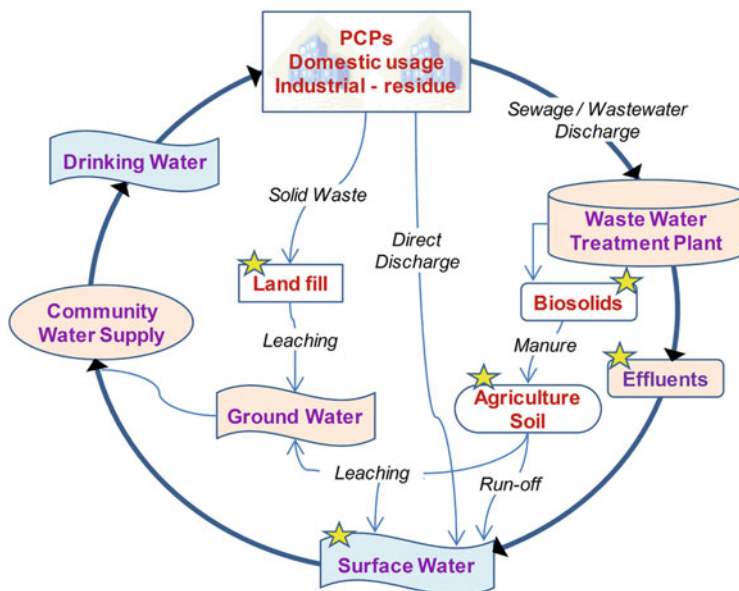 PCPs
Domestic usage
Industrial - residue
Sewage / Wastewater
Discharge
Drinking Water
Solid Waste
Direct
Discharge
Waste Water
Treatment Plant
Land fill
Biosolids
Community
Water Supply
Leaching
Manure
Effluents
Ground Water
Agriculture
Soil
Leaching
Run-off
Surface Water